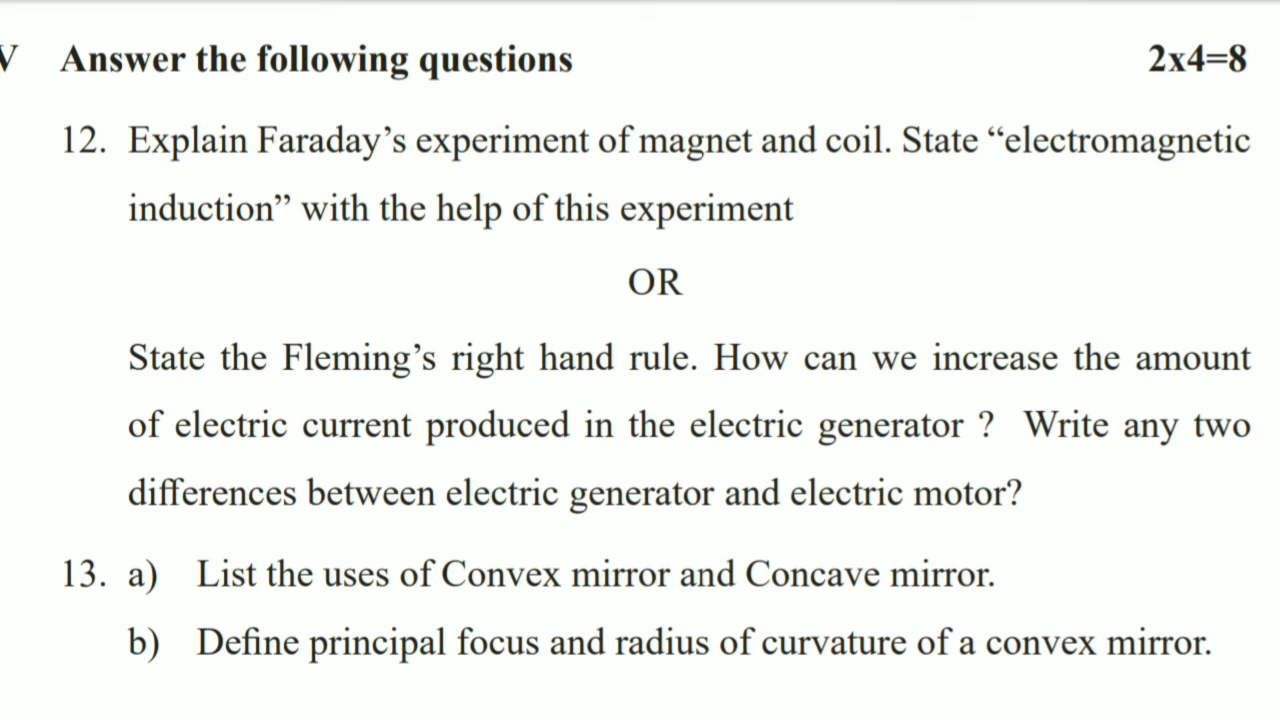 V Answer the following questions 2x4=8
12. Explain Faraday’s experiment of magnet and coil. State “electromagnetic
induction” with the help of this experiment
OR
State the Fleming’s right hand rule. How can we increase the amount
of electric current produced in the electric generator ? Write any two
differences between electric generator and electric motor?
13. a) List the uses of Convex mirror and Concave mirror.
b) Define principal focus and radius of curvature of a convex mirror.